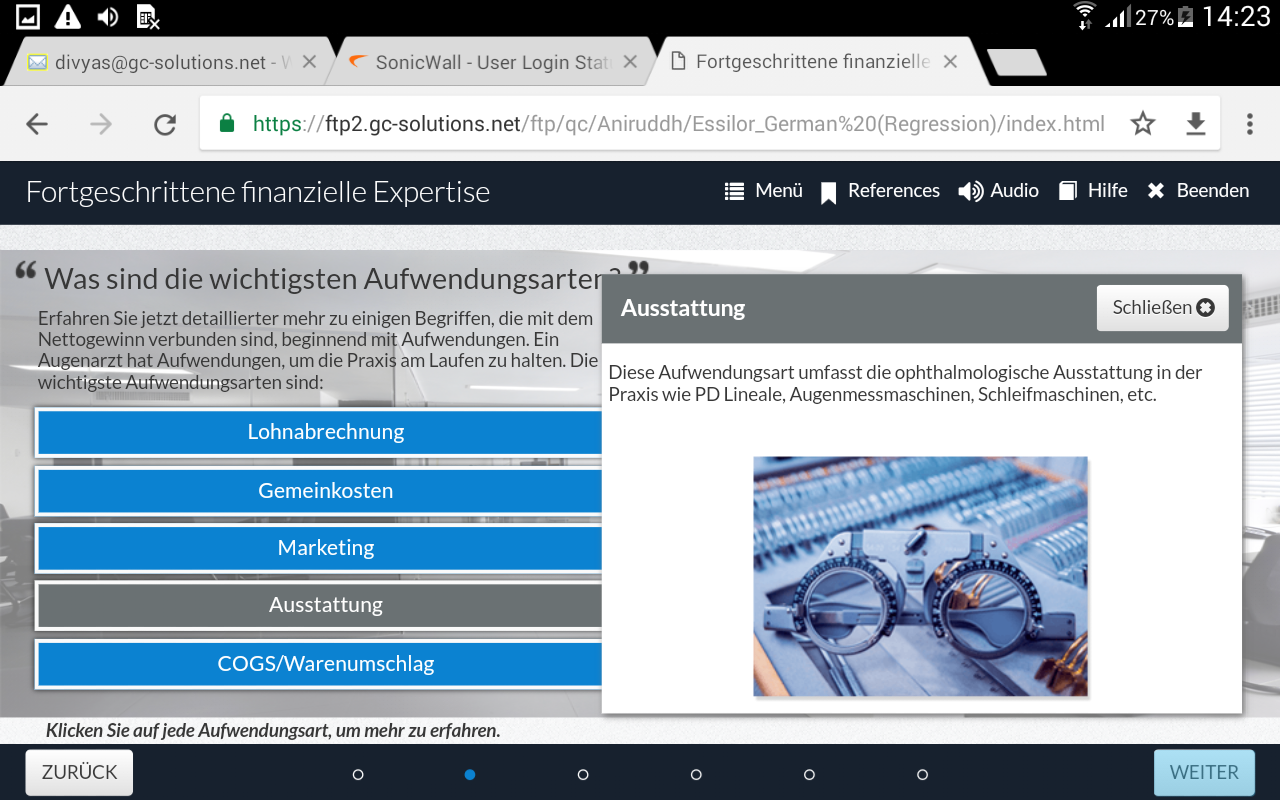 27% 14:23
divyas@gc-solutions.net -
SonicWall - User Login Stat
Fortgeschrittene finanzielle
https://ftp2.gc-solutions.net/ftp/qc/Aniruddh/Essilor_German%20(Regression)/index.html
Fortgeschrittene finanzielle Expertise
Menü References Audio Hilfe Beenden
“ Was sind die wichtigsten Aufwendungsarten? ”
Erfahren Sie jetzt detaillierter mehr zu einigen Begriffen, die mit dem
Nettogewinn verbunden sind, beginnend mit Aufwendungen. Ein
Augenarzt hat Aufwendungen, um die Praxis am Laufen zu halten. Die
wichtigste Aufwendungsarten sind:
Lohnabrechnung
Gemeinkosten
Marketing
Ausstattung
COGS/Warenumschlag
Klicken Sie auf jede Aufwendungsart, um mehr zu erfahren.
Ausstattung
Schließen
Diese Aufwendungsart umfasst die ophthalmologische Ausstattung in der
Praxis wie PD Lineale, Augenmessmaschinen, Schleifmaschinen, etc.
ZURÜCK
WEITER